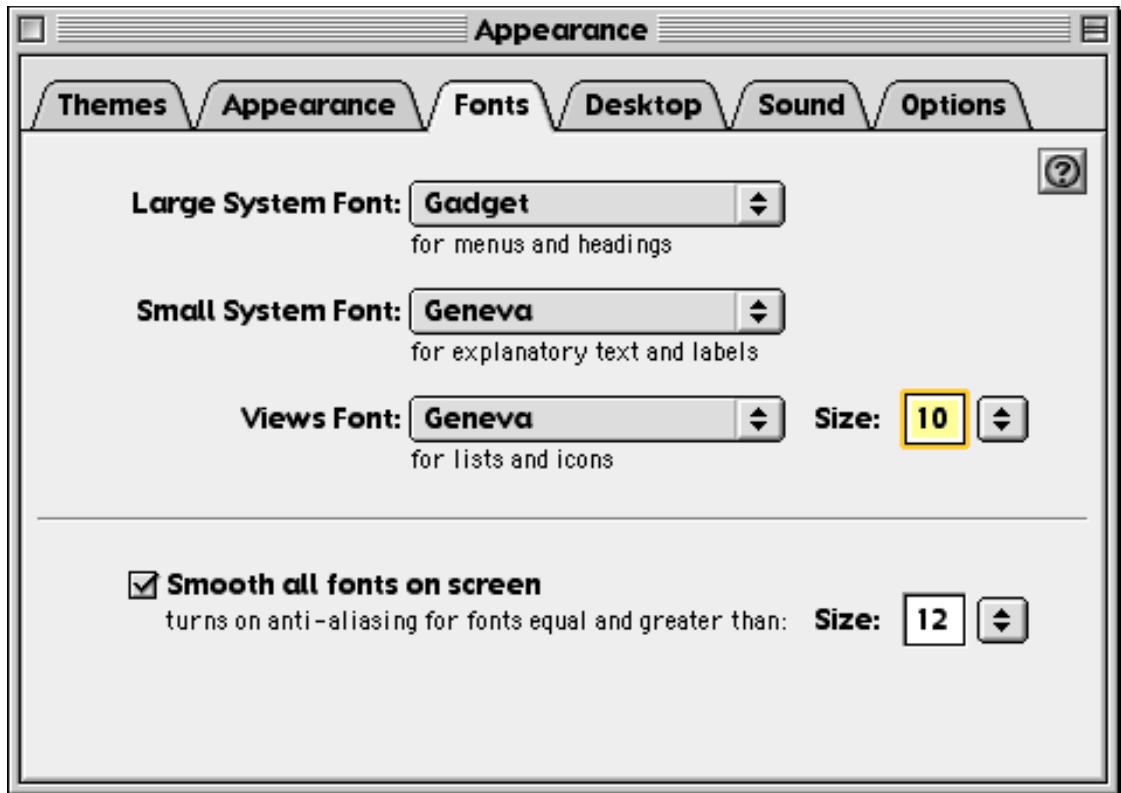 Appearance
Themes Appearance Fonts Desktop Sound Options
?
Large System Font: Gadget
for menus and headings
Small System Font: Geneva
for explanatory text and labels
Views Font: Geneva Size: 10
for lists and icons
Smooth all fonts on screen
turns on anti-aliasing for fonts equal and greater than: Size: 12